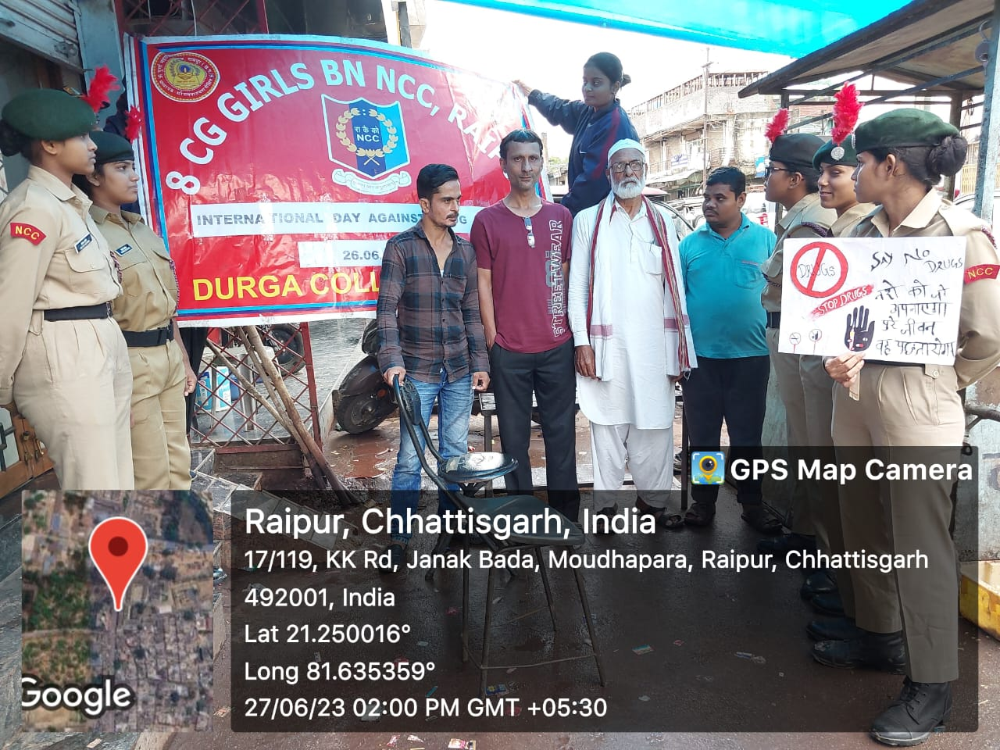 8 CG GIRLS BN NCC, RAI
रा के को
NCC
INTERNATIONAL DAY AGAINST
26.06.
DURGA COLL
NCC
STREETWEAR
SAY NO
DRUGS
DRUGS
STOP DRUGS
नशे को जो
अपनाएगा
पूरे जीवन
वह पछतायेगा
NCC
GPS Map Camera
Raipur, Chhattisgarh, India
17/119, KK Rd, Janak Bada, Moudhapara, Raipur, Chhattisgarh
492001, India
Lat 21.250016°
Long 81.635359°
27/06/23 02:00 PM GMT +05:30
Google